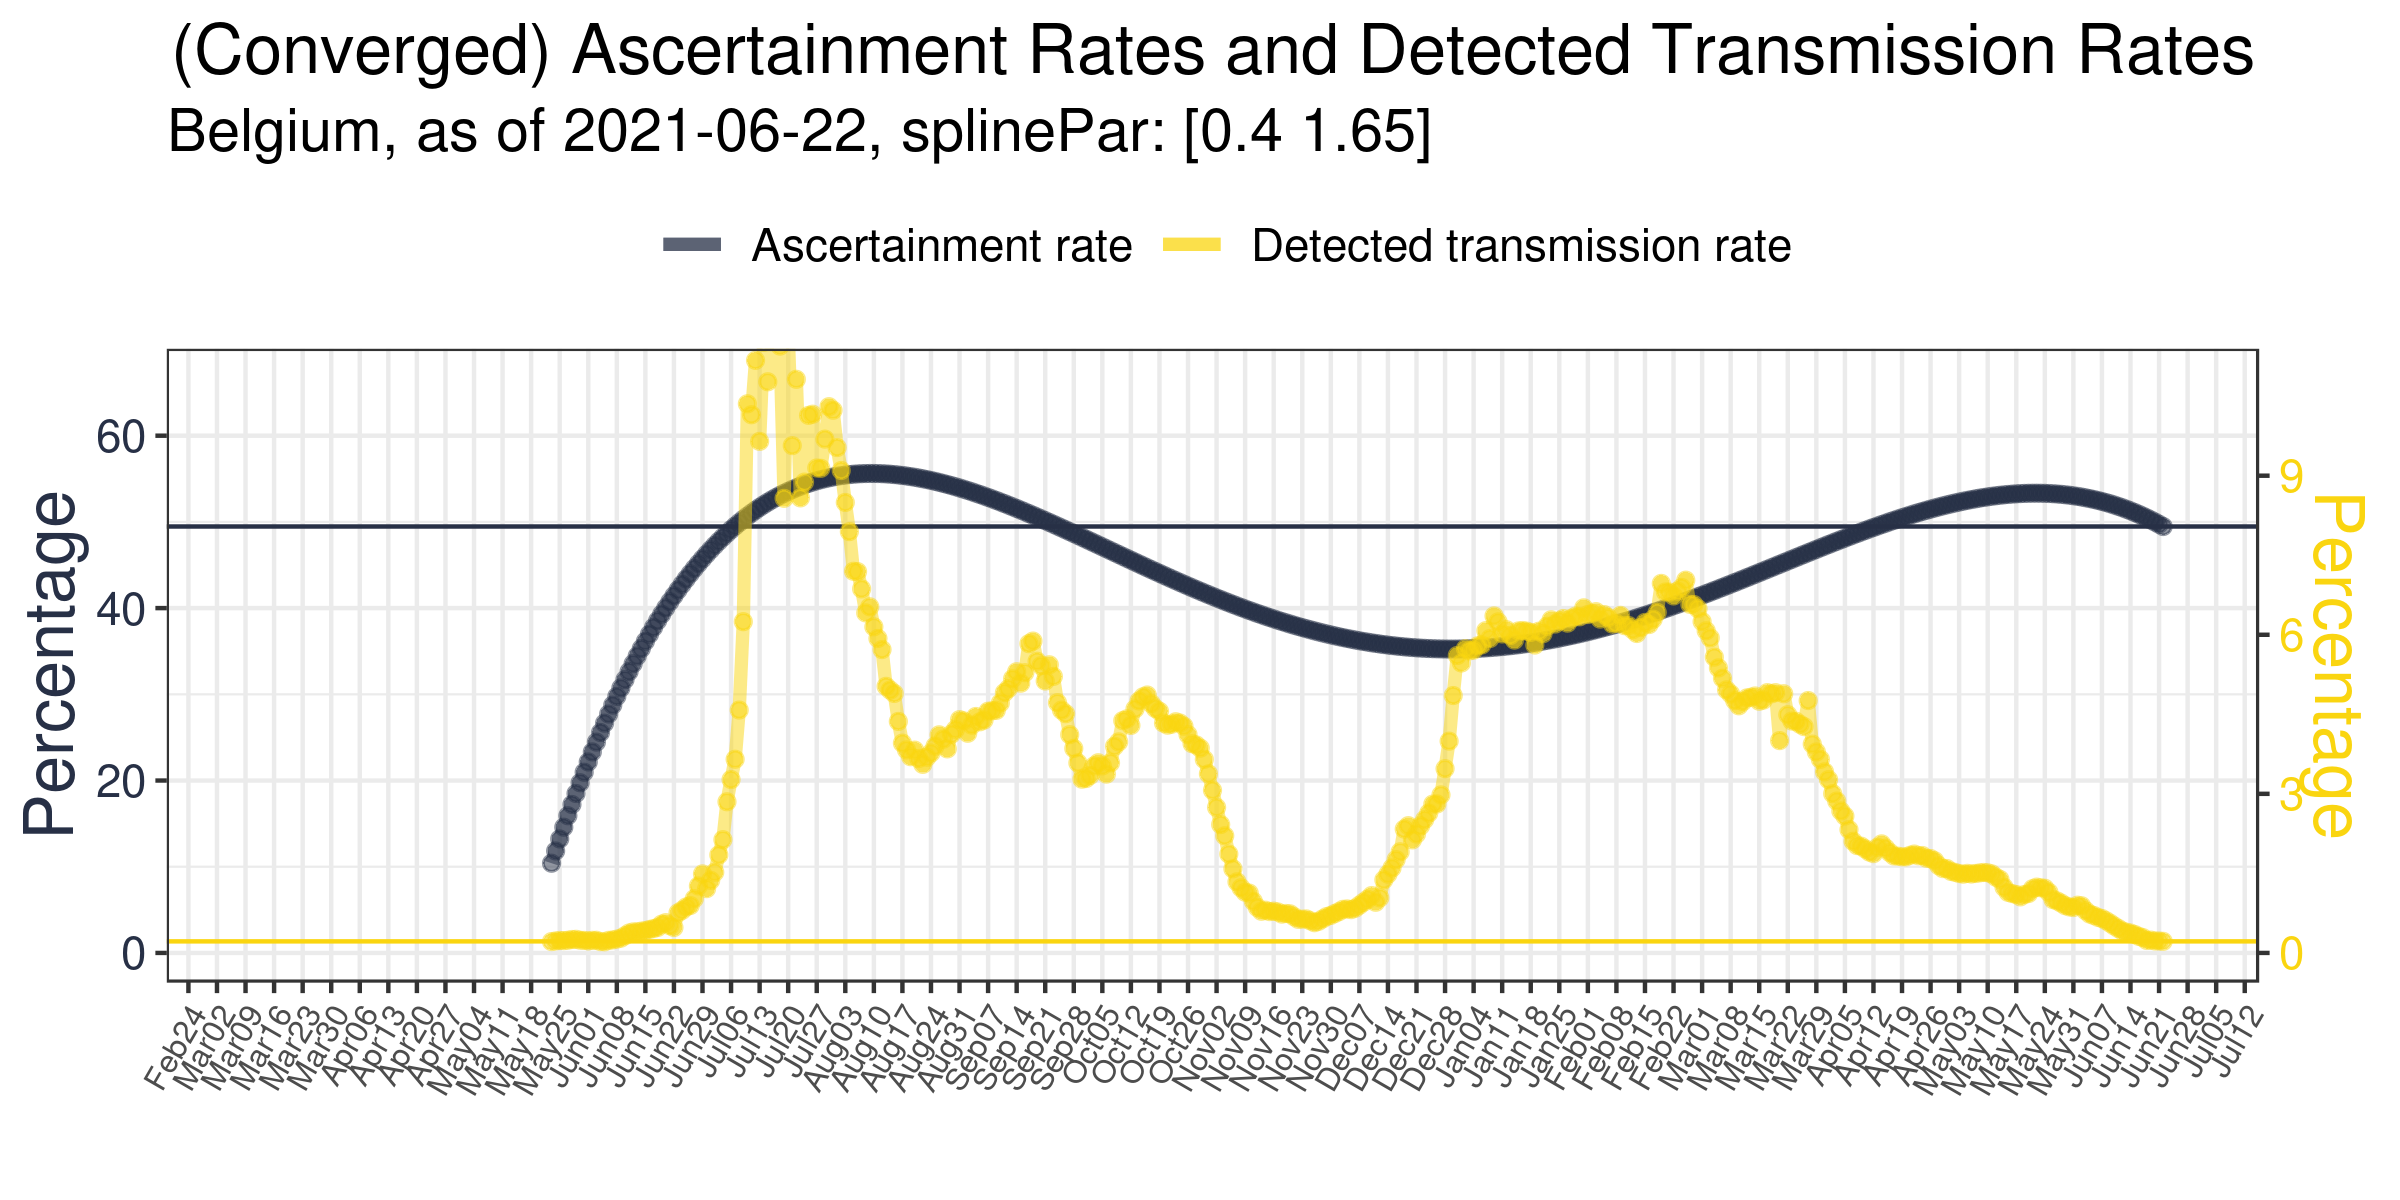 (Converged) Ascertainment Rates and Detected Transmission Rates
Belgium, as of 2021-06-22, splinePar: [0.4 1.65]
Ascertainment rate
Detected transmission rate
Percentage
60
40
20
0
9
6
3
0
Percentage
Feb24
Mar02
Mar09
Mar16
Mar23
Mar30
Apr06
Apr13
Apr20
Apr27
May04
May11
May18
May25
Jun01
Jun08
Jun15
Jun22
Jun29
Jul06
Jul13
Jul20
Jul27
Aug03
Aug10
Aug17
Aug24
Aug31
Sep07
Sep14
Sep21
Sep28
Oct05
Oct12
Oct19
Oct26
Nov02
Nov09
Nov16
Nov23
Nov30
Dec07
Dec14
Dec21
Dec28
Jan04
Jan11
Jan18
Jan25
Feb01
Feb08
Feb15
Feb22
Mar01
Mar08
Mar15
Mar22
Mar29
Apr05
Apr12
Apr19
Apr26
May03
May10
May17
May24
May31
Jun07
Jun14
Jun21
Jun28
Jul05
Jul12